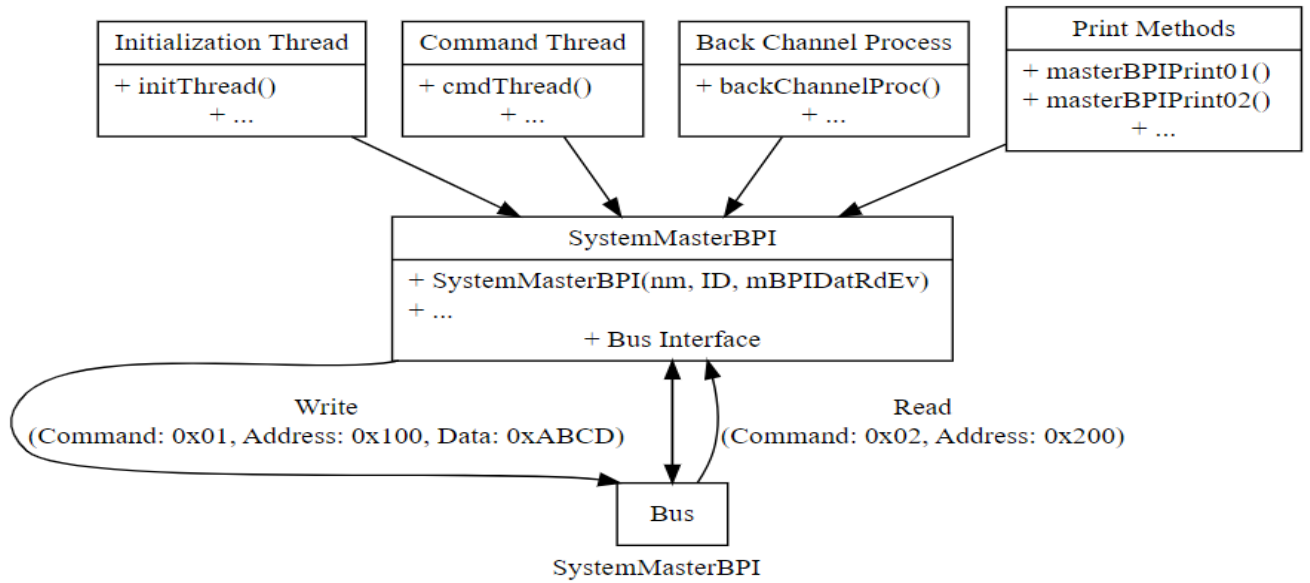 Initialization Thread
+ initThread()
+ ...
Command Thread
+ cmdThread()
+ ...
Back Channel Process
+ backChannelProc()
+ ...
Print Methods
+ masterBPIPrint01()
+ masterBPIPrint02()
+ ...
SystemMasterBPI
+ SystemMasterBPI(nm, ID, mBPIDatRdEv)
+ ...
+ Bus Interface
Write
(Command: 0x01, Address: 0x100, Data: 0xABCD)
Read
(Command: 0x02, Address: 0x200)
Bus
SystemMasterBPI